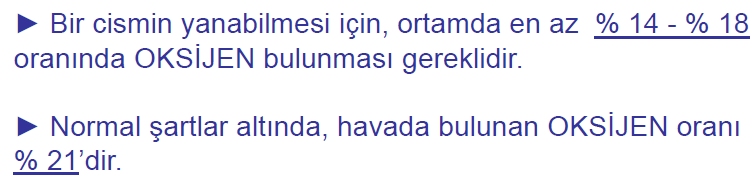 ► Bir cismin yanabilmesi için, ortamda en az % 14 - % 18
oranında OKSİJEN bulunması gereklidir.
► Normal şartlar altında, havada bulunan OKSİJEN oranı
% 21'dir.